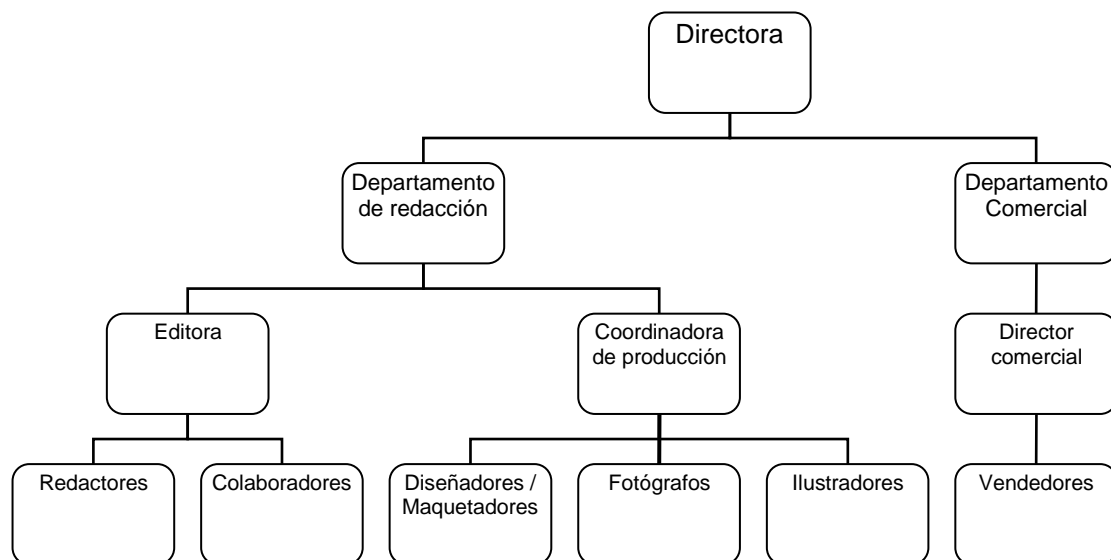 Directora
Departamento
de redacción
Departamento
Comercial
Editora
Coordinadora
de producción
Director
comercial
Redactores
Colaboradores
Diseñadores /
Maquetadores
Fotógrafos
Ilustradores
Vendedores